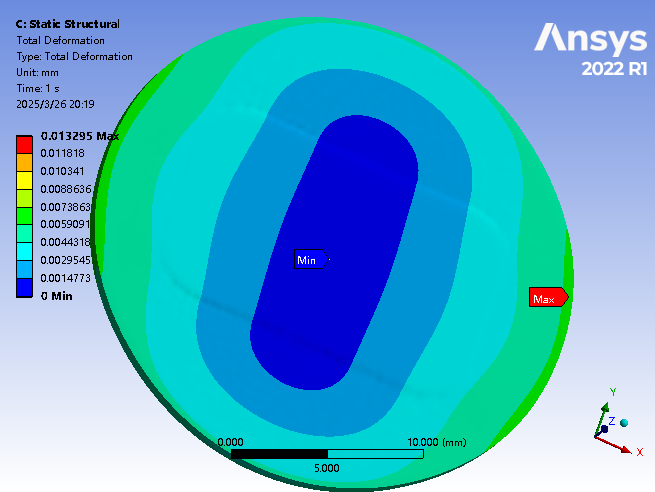 C: Static Structural
Total Deformation
Type: Total Deformation
Unit: mm
Time: 1 s
2025/3/26 20:19
0.013295 Max
0.011818
0.010341
0.0088636
0.0073863
0.0059091
0.0044318
0.0029545
0.0014773
0 Min
Ansys
2022 R1
Min
Max
0.000
10.000 (mm)
5.000
Y
Z
X